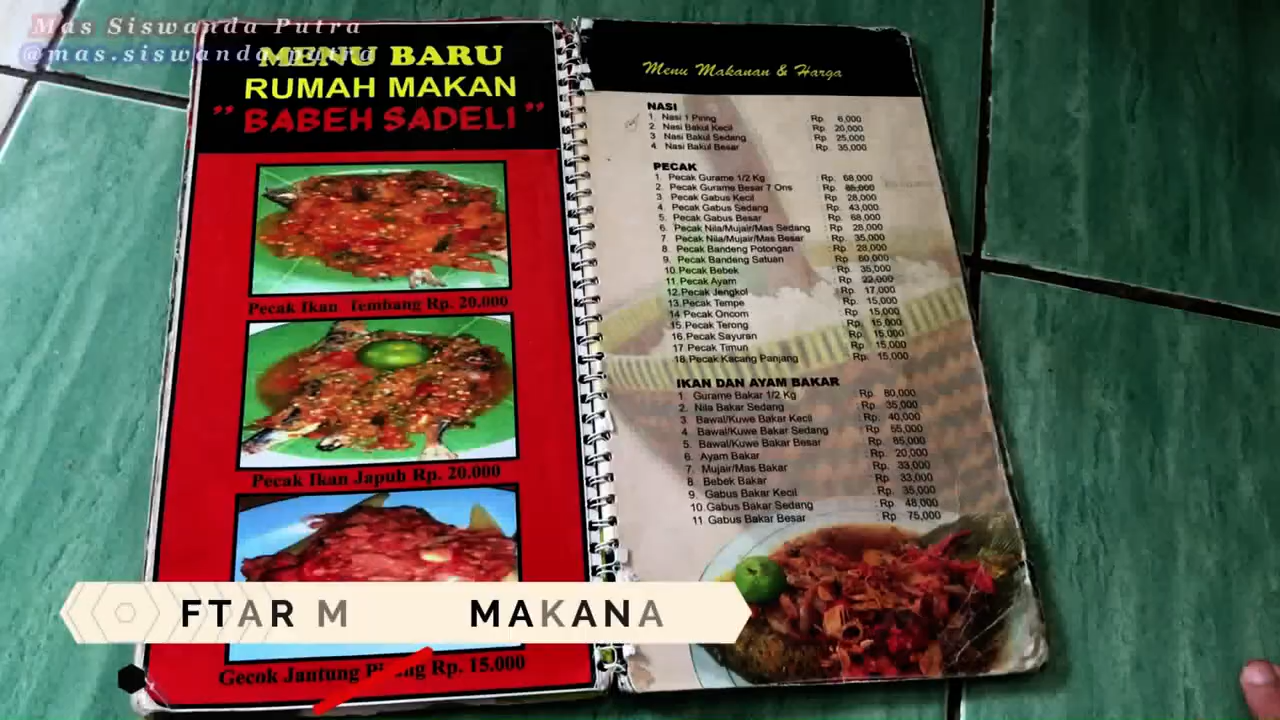 Mas Siswanda Putra
@mas.siswanda.putra
MENU BARU
RUMAH MAKAN
"BABEH SADELI"
Pecak Ikan Tembang Rp. 20.000
Pecak Ikan Japuh Rp. 20.000
Gecok Jantung Rp. 15.000
Menu Makanan & Harga
NASI
1. Nasi 1 Piring Rp. 6,000
2. Nasi Bakul Kecil Rp. 20,000
3 Nasi Bakul Sedang Rp. 25,000
4. Nasi Bakul Besar Rp. 35,000
PECAK
1. Pecak Gurame 1/2 Kg : Rp. 68,000
2. Pecak Gurame Besar 7 Ons Rp.
3 Pecak Gabus Kecil Rp. 28,000
4. Pecak Gabus Sedang Rp. 43,000
5. Pecak Gabus Besar Rp. 68,000
6. Pecak Nila/Mujair/Mas Sedang : Rp. 28,000
7. Pecak Nila/Mujair/Mas Besar Rp. 35,000
8. Pecak Bandeng Potongan : Rp. 28,000
9. Pecak Bandeng Satuan : Rp. 60,000
10.Pecak Bebek Rp. 35,000
11.Pecak Ayam Rp. 22,000
12.Pecak Jengkol Rp. 17,000
13.Pecak Tempe Rp. 15,000
14 Pecak Oncom Rp. 15,000
15.Pecak Terong Rp. 15,000
16.Pecak Sayuran Rp. 15,000
17 Pecak Timun Rp. 15,000
18.Pecak Kacang Panjang Rp. 15,000
IKAN DAN AYAM BAKAR
1. Gurame Bakar 1/2 Kg : Rp. 80,000
2. Nila Bakar Sedang : Rp. 35,000
3. Bawal/Kuwe Bakar Kecil Rp. 40,000
4. Bawal/Kuwe Bakar Sedang : Rp. 55,000
5. Bawal/Kuwe Bakar Besar : Rp. 85,000
6. Ayam Bakar : Rp. 20,000
7. Mujair/Mas Bakar : Rp. 33,000
8 Bebek Bakar : Rp 33,000
9. Gabus Bakar Kecil : Rp. 35,000
10.Gabus Bakar Sedang : Rp. 48,000
11 Gabus Bakar Besar : Rp. 75,000
FTAR M MAKANA